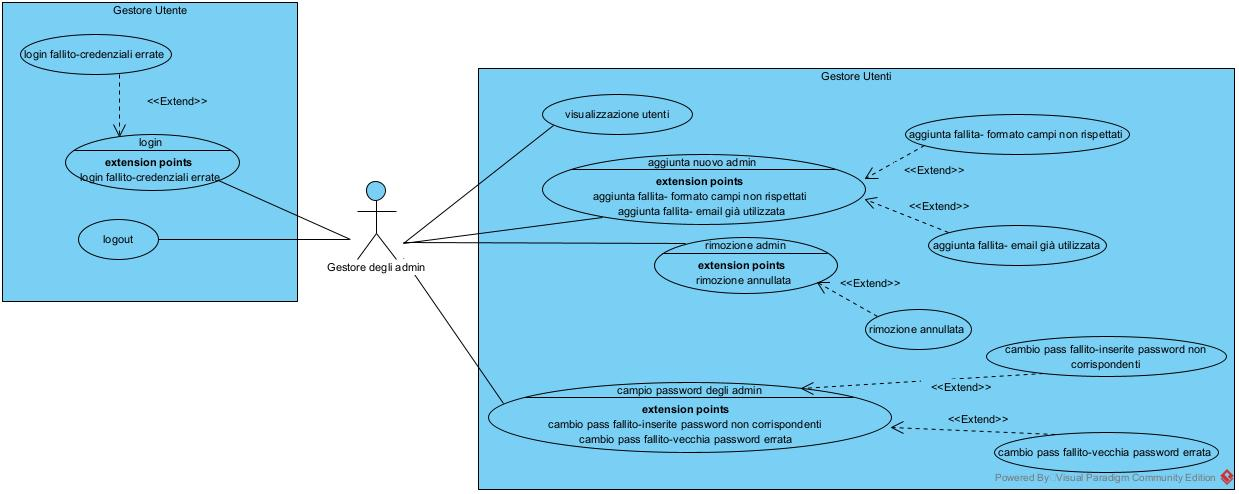 Gestore Utente
login fallito-credenziali errate
<<Extend>>
login
extension points
login fallito-credenziali errate
logout
Gestore degli admin
Gestore Utenti
visualizzazione utenti
aggiunta nuovo admin
extension points
aggiunta fallita- formato campi non rispettati
aggiunta fallita- email già utilizzata
aggiunta fallita- formato campi non rispettati
<<Extend>>
<<Extend>>
aggiunta fallita- email già utilizzata
rimozione admin
extension points
rimozione annullata
<<Extend>>
rimozione annullata
cambio pass fallito-inserite password non
corrispondenti
<<Extend>>
campio password degli admin
extension points
cambio pass fallito-inserite password non corrispondenti
cambio pass fallito-vecchia password errata
<<Extend>>
cambio pass fallito-vecchia password errata
Powered By Visual Paradigm Community Edition